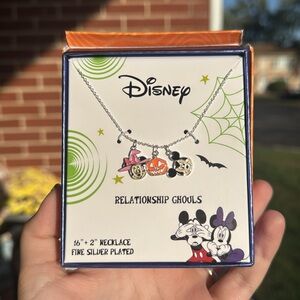 Disney
RELATIONSHIP GHOULS
16" + 2" NECKLACE
FINE SILVER PLATED